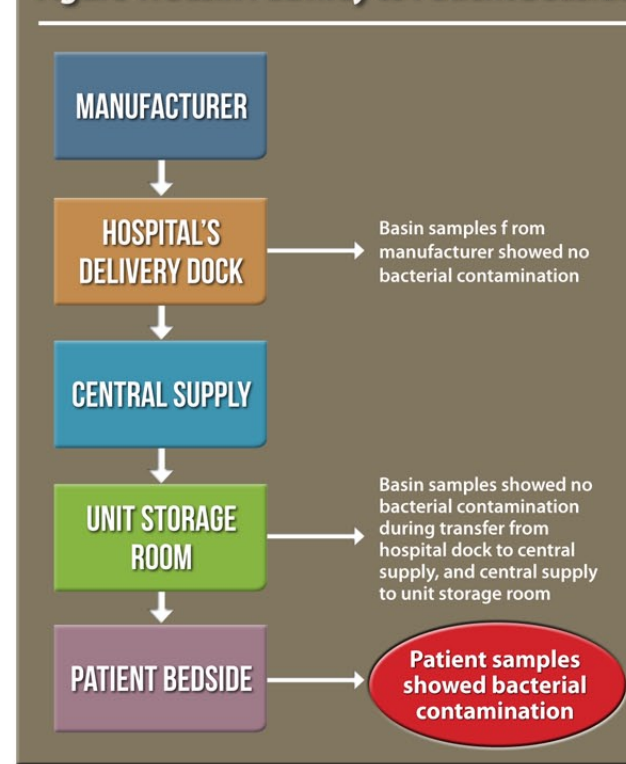 MANUFACTURER
HOSPITAL'S
DELIVERY DOCK
Basin samples f rom
manufacturer showed no
bacterial contamination
CENTRAL SUPPLY
UNIT STORAGE
ROOM
Basin samples showed no
bacterial contamination
during transfer from
hospital dock to central
supply, and central supply
to unit storage room
PATIENT BEDSIDE
Patient samples
showed bacterial
contamination